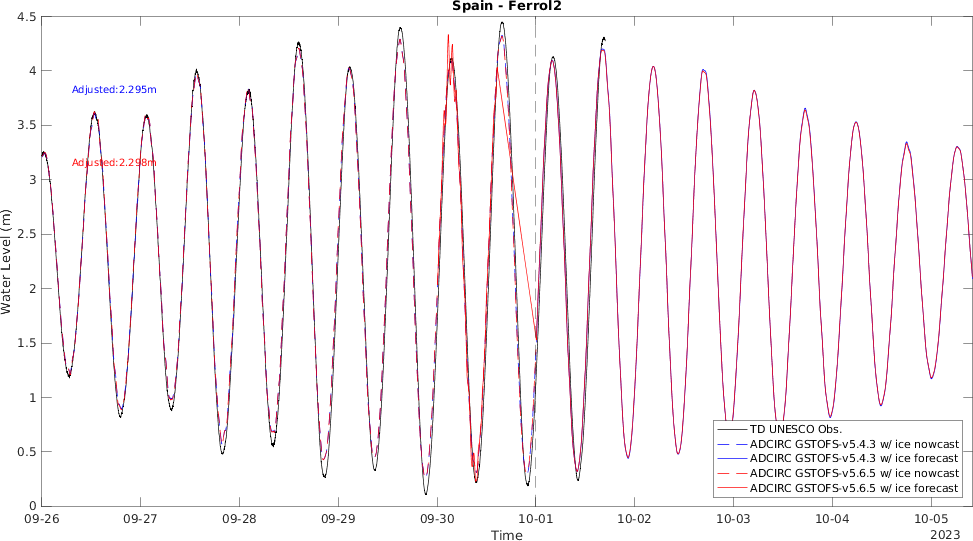 Spain - Ferrol2
4.5
4
3.5
3
2.5
2
1.5
1
0.5
0
Water Level (m)
Adjusted:2.295m
Adjusted:2.298m
TD UNESCO Obs.
ADCIRC GSTOFS-v5.4.3 w/ ice nowcast
ADCIRC GSTOFS-v5.4.3 w/ ice forecast
ADCIRC GSTOFS-v5.6.5 w/ ice nowcast
ADCIRC GSTOFS-v5.6.5 w/ ice forecast
09-26 09-27 09-28 09-29 09-30 10-01 10-02 10-03 10-04 10-05
Time
2023